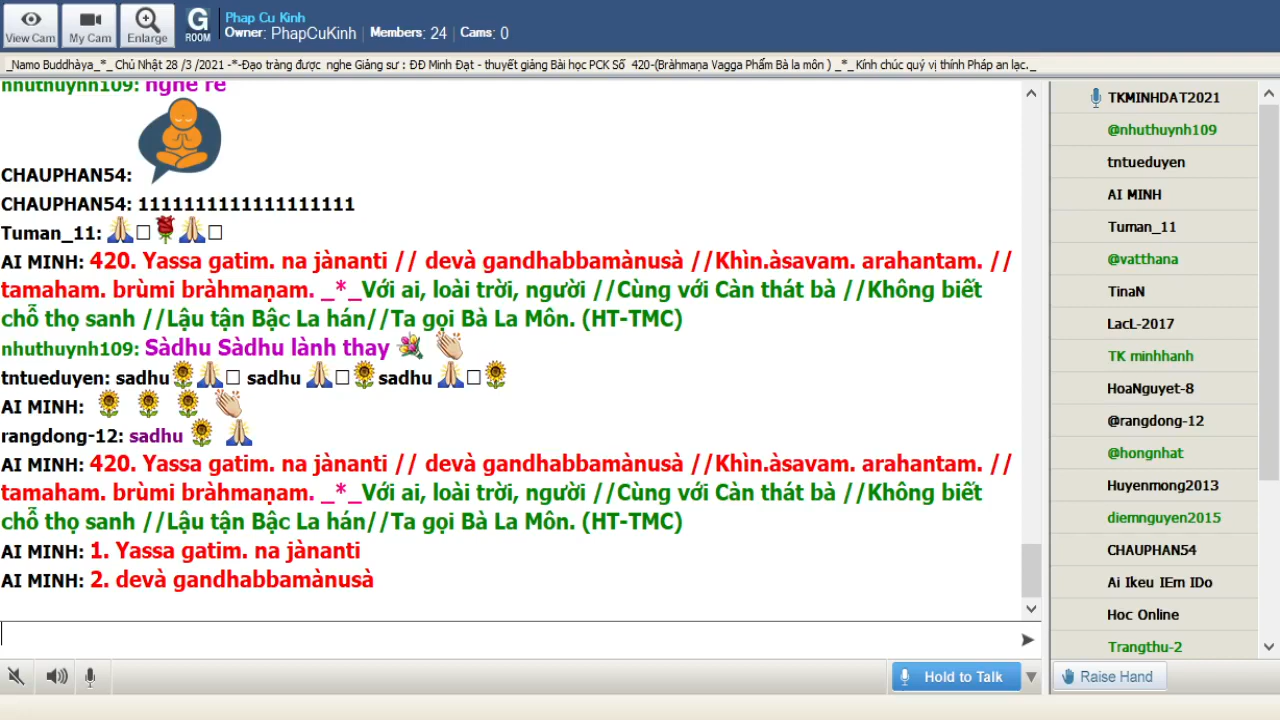 View Cam
My Cam
Enlarge
G
ROOM
Phap Cu Kinh
Owner: PhapCuKinh | Members: 24 | Cams: 0
_Namo Buddhàya_*_ Chủ Nhật 28 /3 /2021 -*-Đạo tràng được nghe Giảng sư : ĐĐ Minh Đạt - thuyết giảng Bài học PCK Số 420-(Bràhmaṇa Vagga Phẩm Bà la môn ) _*_ Kính chúc quý vị thính Pháp an lạc._
nhuthuynh109: nghe re
CHAUPHAN54:
CHAUPHAN54: 1111111111111111111
Tuman_11: 🙏□🌹🙏□
AI MINH: 420. Yassa gatim. na jànanti // devà gandhabbamànusà //Khìn.àsavam. arahantam. //
tamaham. brùmi bràhmaṇam. _*_Với ai, loài trời, người //Cùng với Càn thát bà //Không biết
chỗ thọ sanh //Lậu tận Bậc La hán//Ta gọi Bà La Môn. (HT-TMC)
nhuthuynh109: Sàdhu Sàdhu lành thay 💐 👏
tntueduyen: sadhu🌻🙏□ sadhu 🙏□🌻sadhu 🙏□🌻
AI MINH: 🌻 🌻 🌻 👏
rangdong-12: sadhu 🌻 🙏
AI MINH: 420. Yassa gatim. na jànanti // devà gandhabbamànusà //Khìn.àsavam. arahantam. //
tamaham. brùmi bràhmaṇam. _*_Với ai, loài trời, người //Cùng với Càn thát bà //Không biết
chỗ thọ sanh //Lậu tận Bậc La hán//Ta gọi Bà La Môn. (HT-TMC)
AI MINH: 1. Yassa gatim. na jànanti
AI MINH: 2. devà gandhabbamànusà
Hold to Talk
TKMINHDAT2021
@nhuthuynh109
tntueduyen
AI MINH
Tuman_11
@vatthana
TinaN
LacL-2017
TK minhhanh
HoaNguyet-8
@rangdong-12
@hongnhat
Huyenmong2013
diemnguyen2015
CHAUPHAN54
Ai Ikeu IEm IDo
Hoc Online
Trangthu-2
Raise Hand